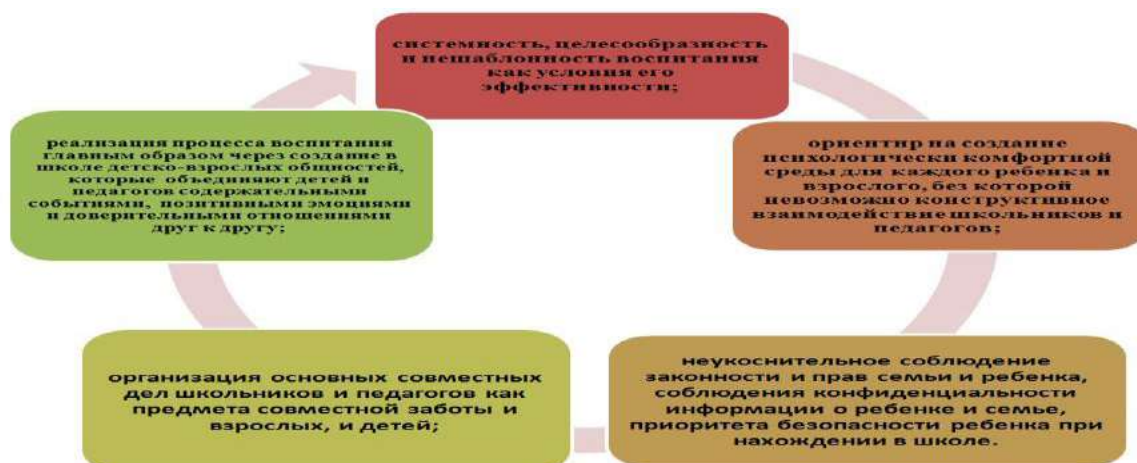 системность, целесообразность
и нешаблонность воспитания
как условия его
эффективности;
ориентир на создание
психологически комфортной
среды для каждого ребенка и
взрослого, без которой
невозможно конструктивное
взаимодействие школьников и
педагогов;
неукоснительное соблюдение
законности и прав семьи и ребенка,
соблюдения конфиденциальности
информации о ребенке и семье,
приоритета безопасности ребенка при
нахождении в школе.
организация основных совместных
дел школьников и педагогов как
предмета совместной заботы и
взрослых, и детей;
реализация процесса воспитания
главным образом через создание в
школе детско-взрослых общностей,
которые объединяют детей и
педагогов содержательными
событиями, позитивными эмоциями
и доверительными отношениями
друг к другу;